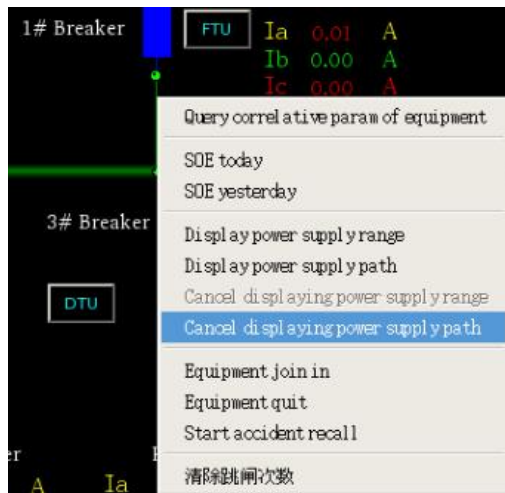 1# Breaker
FTU
Ia 0.01 A
Ib 0.00 A
Ic 0.00 A
Query correlative param of equipment
SOE today
SOE yesterday
3# Breaker
Display power supply range
Display power supply path
DTU
Cancel displaying power supply range
Cancel displaying power supply path
Equipment join in
Equipment quit
Start accident recall
er
清除跳闸次数
A Ia